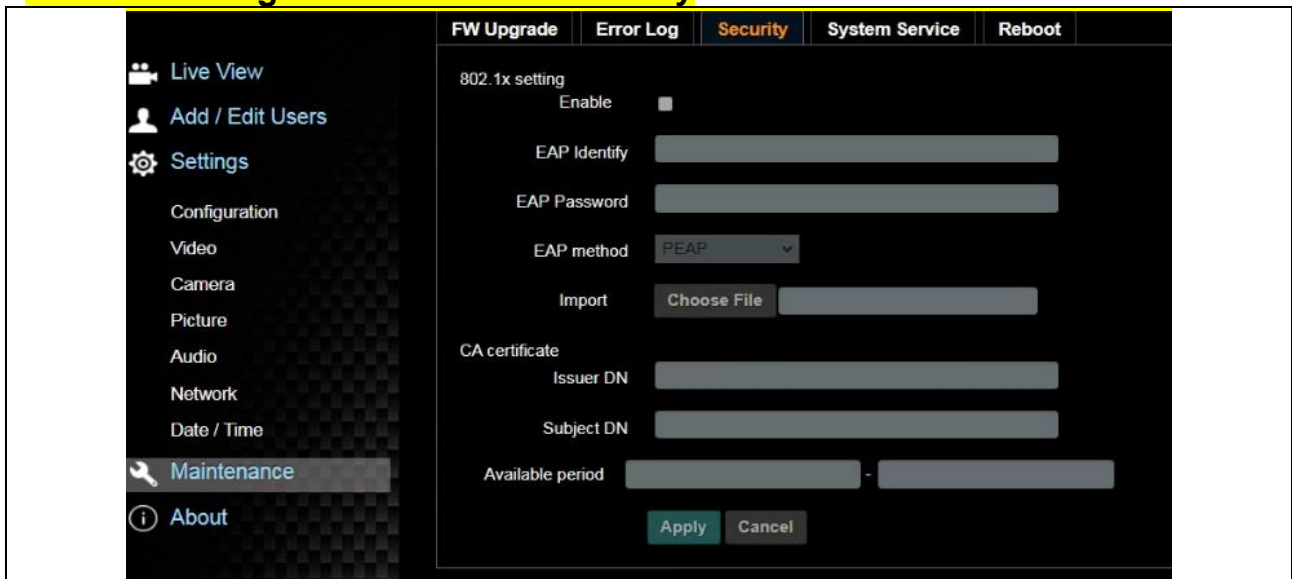 FW Upgrade Error Log Security System Service Reboot
Live View
Add / Edit Users
Settings
Configuration
Video
Camera
Picture
Audio
Network
Date / Time
Maintenance
About
802.1x setting
Enable
EAP Identify
EAP Password
EAP method PEAP
Import Choose File
CA certificate
Issuer DN
Subject DN
Available period -
Apply Cancel